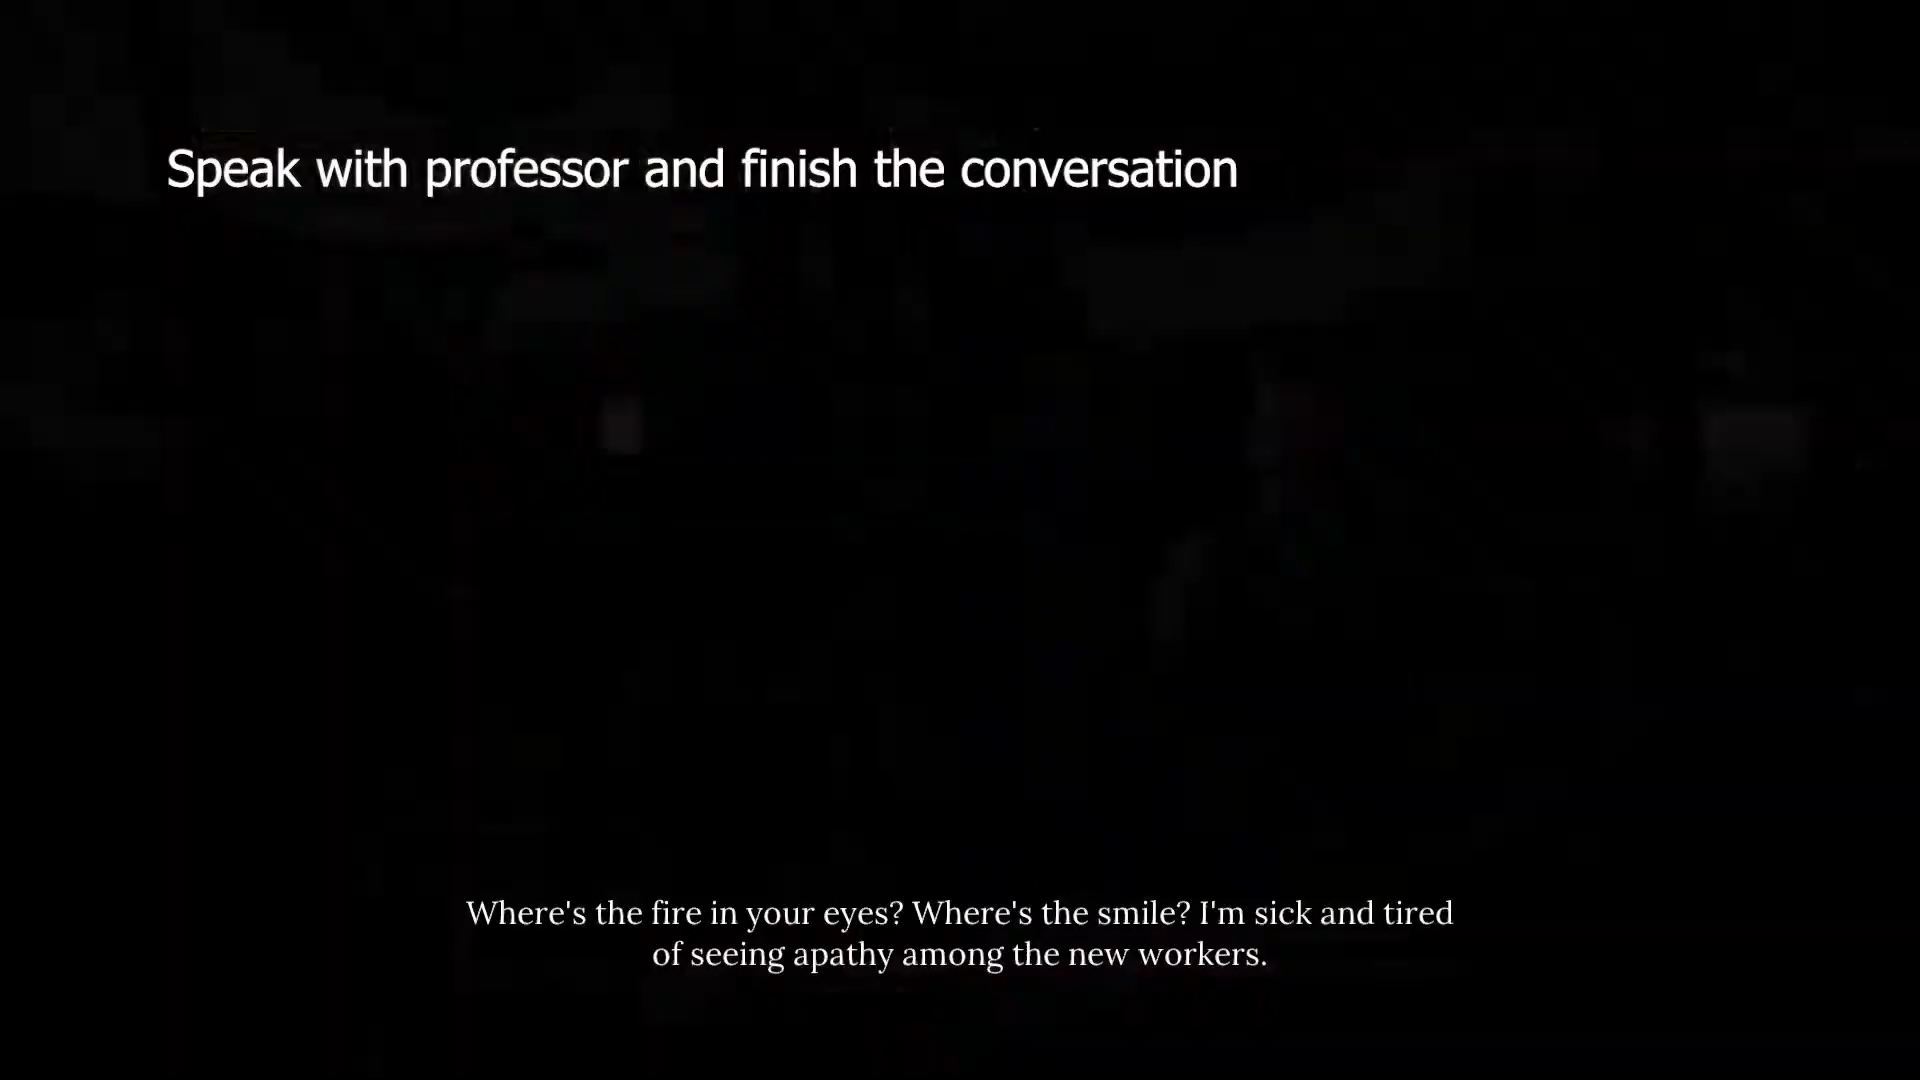 Speak with professor and finish the conversation
Where's the fire in your eyes? Where's the smile? I'm sick and tired
of seeing apathy among the new workers.